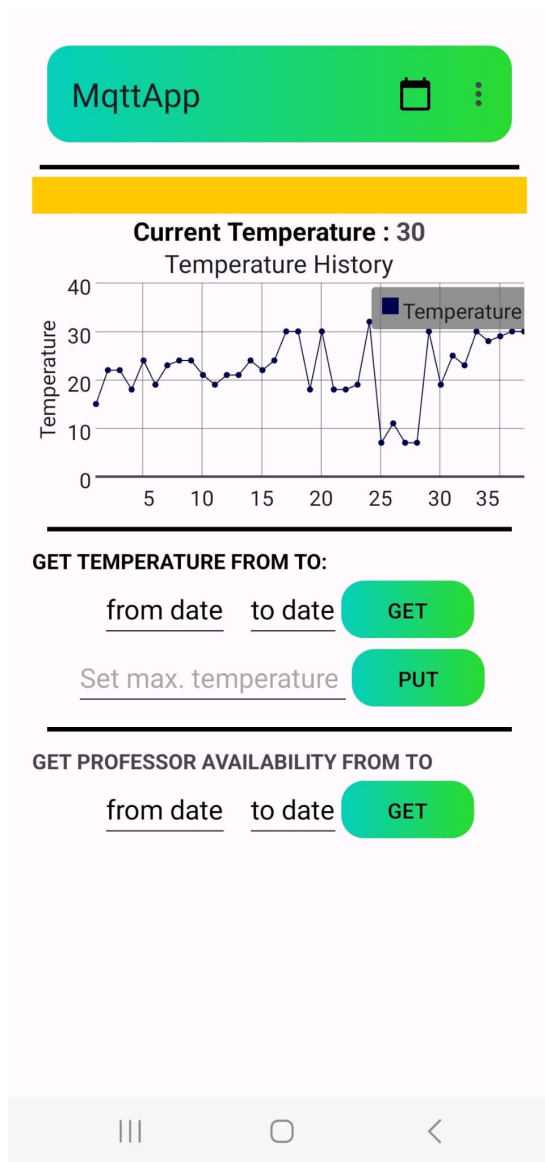 MqttApp
Current Temperature : 30
Temperature History
Temperature
40
30
20
10
0
Temperature
5 10 15 20 25 30 35
GET TEMPERATURE FROM TO:
from date to date GET
Set max. temperature PUT
GET PROFESSOR AVAILABILITY FROM TO
from date to date GET